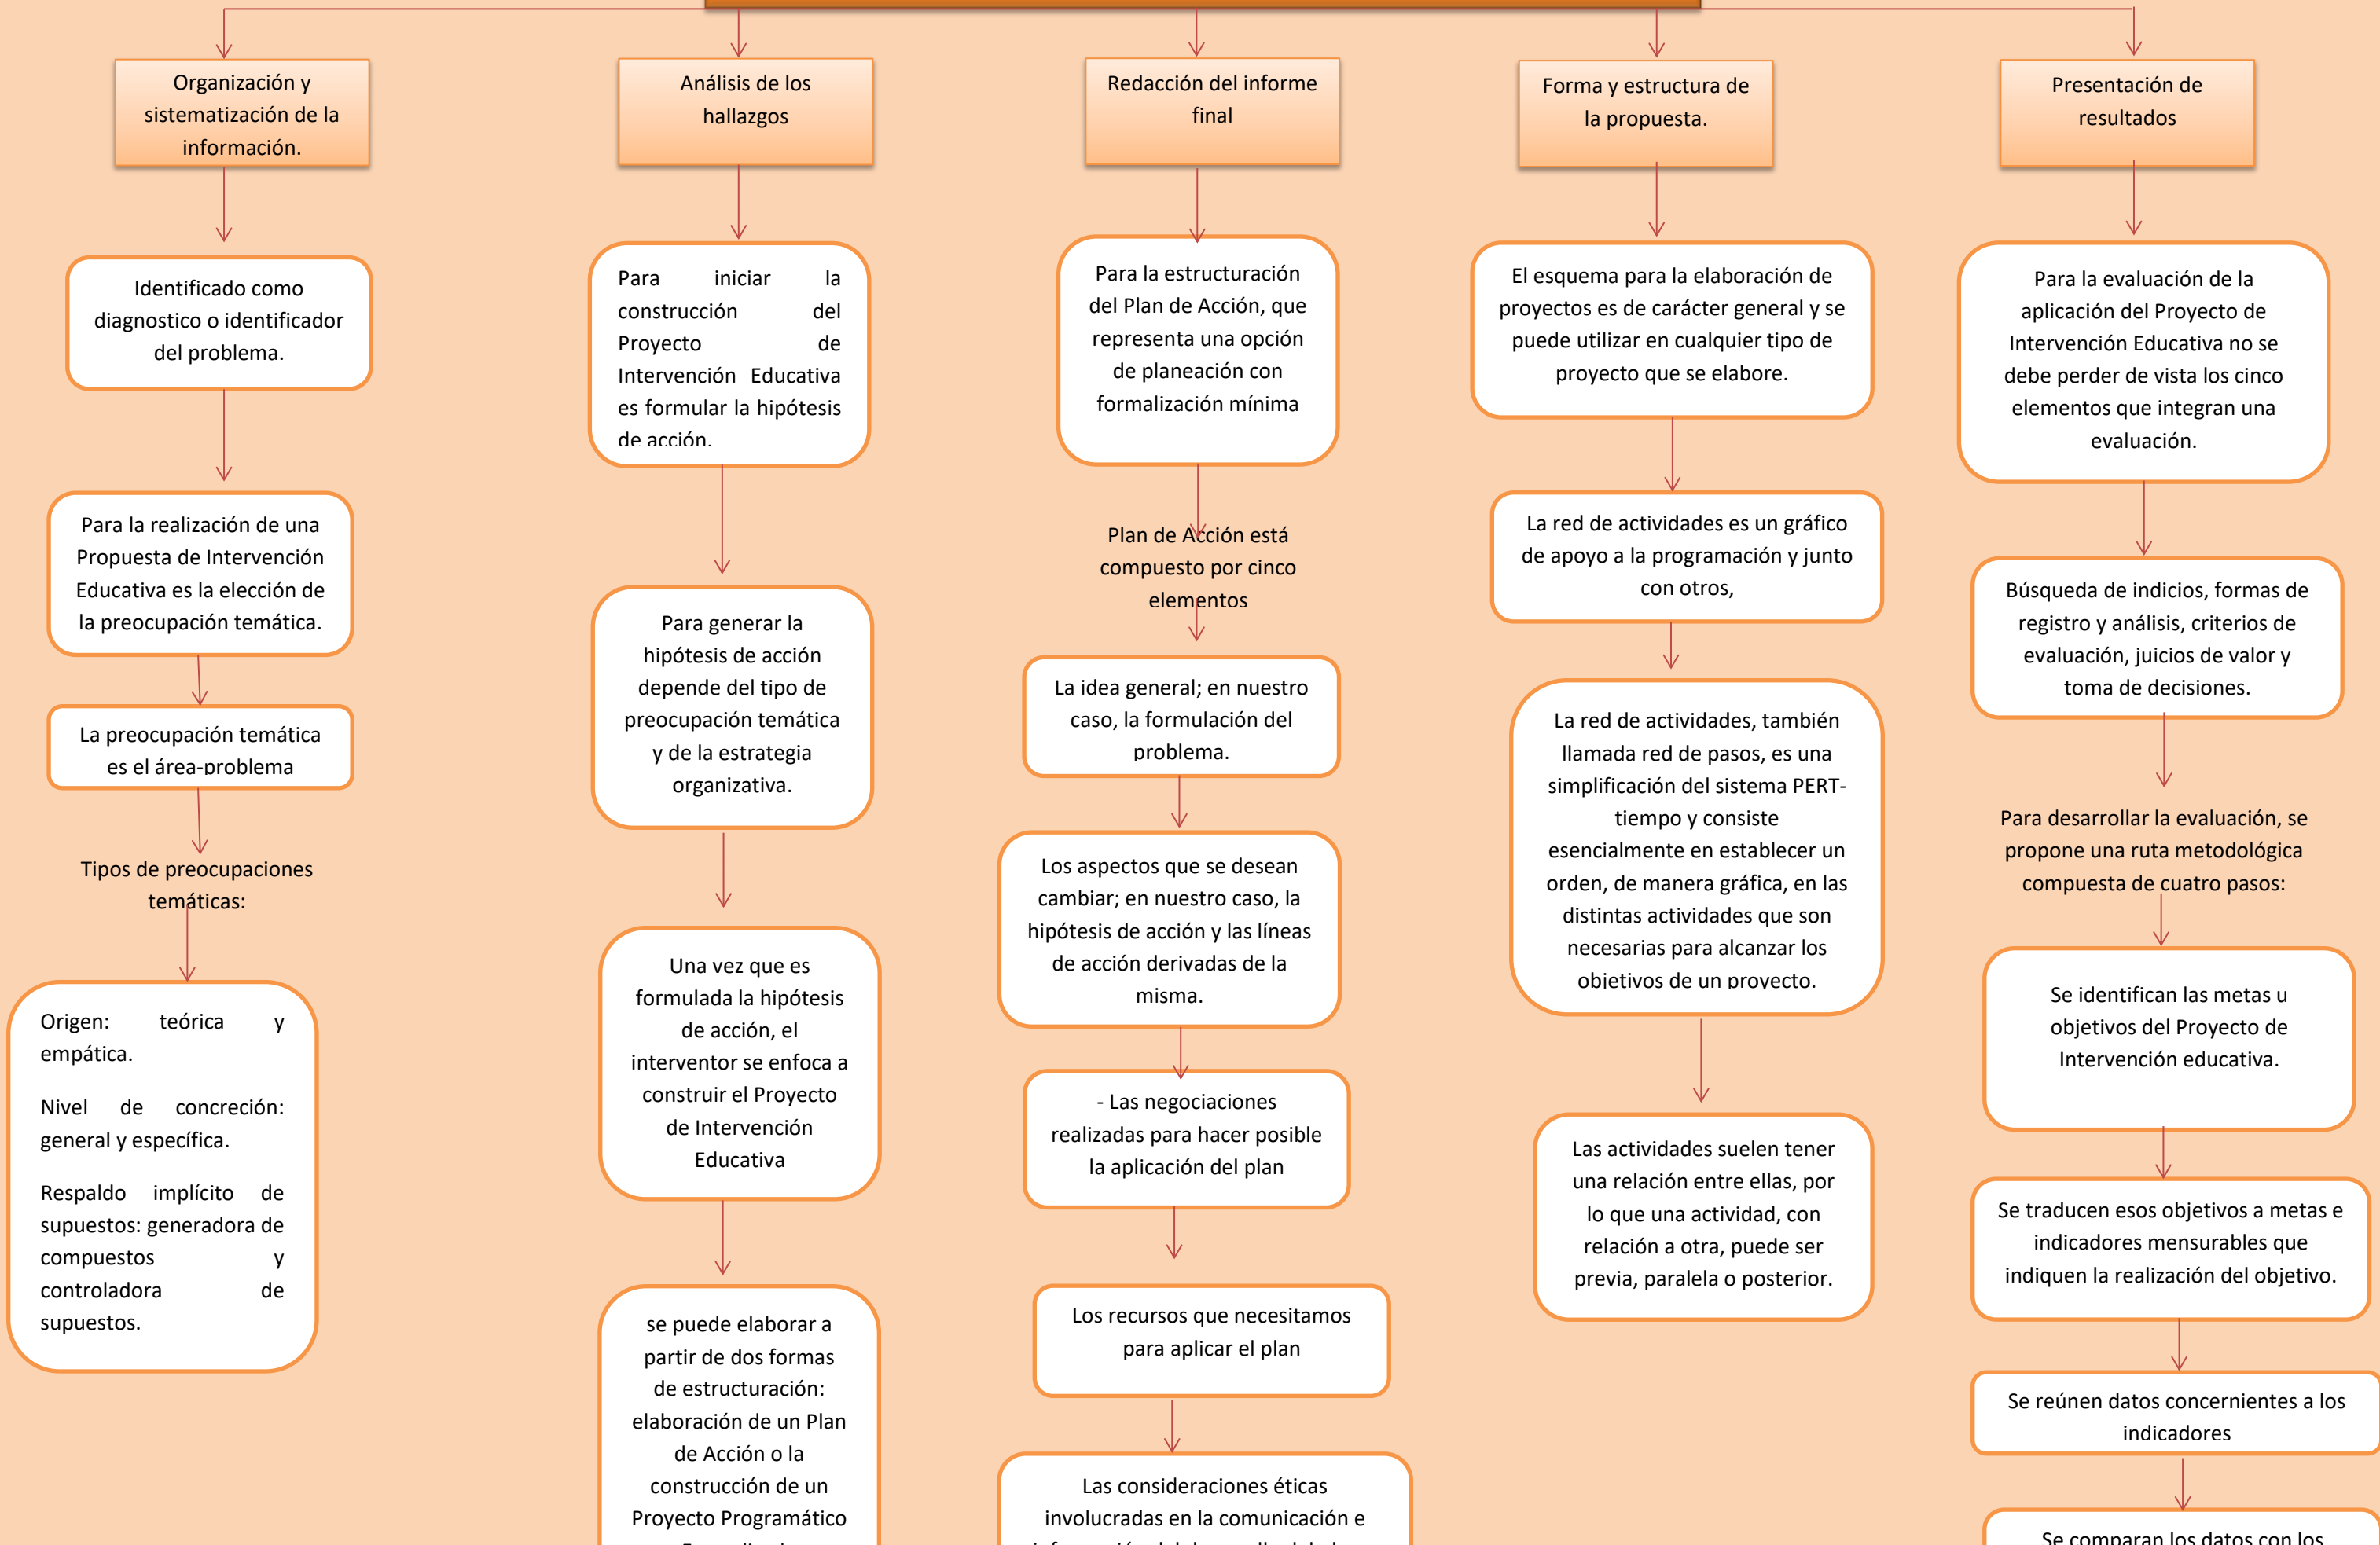 Organización y
sistematización de la
información.
Identificado como
diagnostico o identificador
del problema.
Para la realización de una
Propuesta de Intervención
Educativa es la elección de
la preocupación temática.
La preocupación temática
es el área-problema
Tipos de preocupaciones
temáticas:
Origen: teórica y
empática.
Nivel de concreción:
general y específica.
Respaldo implícito de
supuestos: generadora de
compuestos y
controladora de
supuestos.
Análisis de los
hallazgos
Para iniciar la
construcción del
Proyecto de
Intervención Educativa
es formular la hipótesis
de acción.
Para generar la
hipótesis de acción
depende del tipo de
preocupación temática
y de la estrategia
organizativa.
Una vez que es
formulada la hipótesis
de acción, el
interventor se enfoca a
construir el Proyecto
de Intervención
Educativa
se puede elaborar a
partir de dos formas
de estructuración:
elaboración de un Plan
de Acción o la
construcción de un
Proyecto Programático
Redacción del informe
final
Para la estructuración
del Plan de Acción, que
representa una opción
de planeación con
formalización mínima
Plan de Acción está
compuesto por cinco
elementos
La idea general; en nuestro
caso, la formulación del
problema.
Los aspectos que se desean
cambiar; en nuestro caso, la
hipótesis de acción y las líneas
de acción derivadas de la
misma.
- Las negociaciones
realizadas para hacer posible
la aplicación del plan
Los recursos que necesitamos
para aplicar el plan
Las consideraciones éticas
involucradas en la comunicación e
Forma y estructura de
la propuesta.
El esquema para la elaboración de
proyectos es de carácter general y se
puede utilizar en cualquier tipo de
proyecto que se elabore.
La red de actividades es un gráfico
de apoyo a la programación y junto
con otros,
La red de actividades, también
llamada red de pasos, es una
simplificación del sistema PERT-
tiempo y consiste
esencialmente en establecer un
orden, de manera gráfica, en las
distintas actividades que son
necesarias para alcanzar los
objetivos de un proyecto.
Las actividades suelen tener
una relación entre ellas, por
lo que una actividad, con
relación a otra, puede ser
previa, paralela o posterior.
Presentación de
resultados
Para la evaluación de la
aplicación del Proyecto de
Intervención Educativa no se
debe perder de vista los cinco
elementos que integran una
evaluación.
Búsqueda de indicios, formas de
registro y análisis, criterios de
evaluación, juicios de valor y
toma de decisiones.
Para desarrollar la evaluación, se
propone una ruta metodológica
compuesta de cuatro pasos:
Se identifican las metas u
objetivos del Proyecto de
Intervención educativa.
Se traducen esos objetivos a metas e
indicadores mensurables que
indiquen la realización del objetivo.
Se reúnen datos concernientes a los
indicadores
Se comparan los datos con los